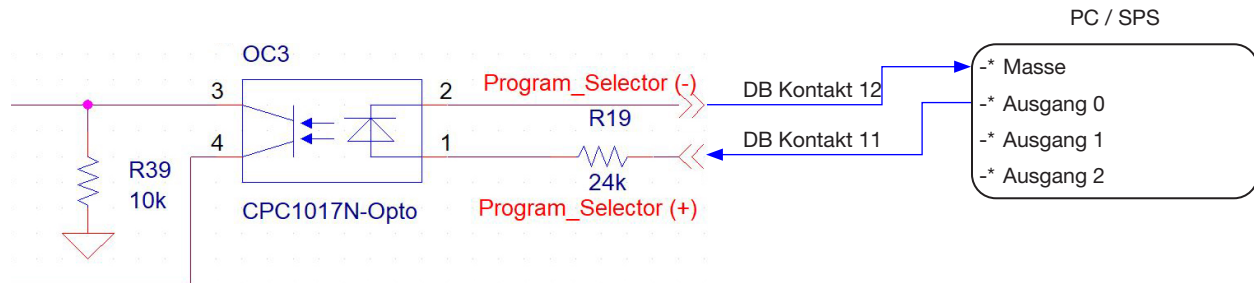 PC / SPS
OC3
3
2
Program_Selector (-)
DB Kontakt 12
-* Masse
R19
-* Ausgang 0
4
1
DB Kontakt 11
-* Ausgang 1
R39
10k
24k
-* Ausgang 2
CPC1017N-Opto
Program_Selector (+)